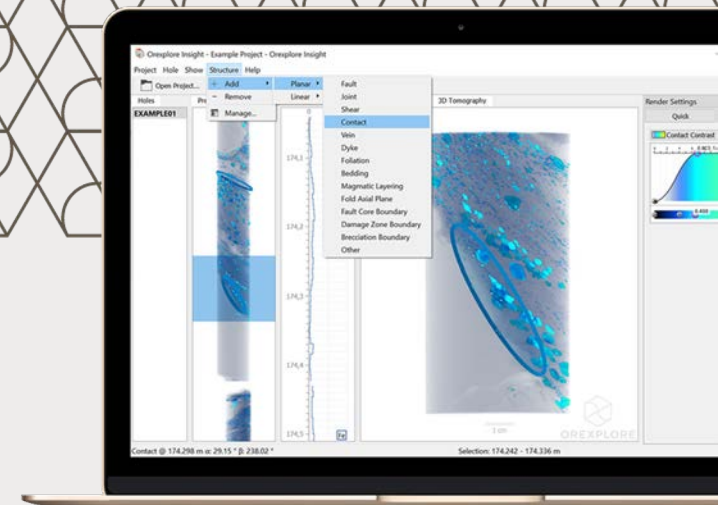 Orexplore Insight - Example Project - Orexplore Insight
Project Hole Show Structure Help
Open Project...
Add
Remove
Manage...
Planar
Linear
Fault
Joint
Shear
Contact
Vein
Dyke
Foliation
Bedding
Magmatic Layering
Fold Axial Plane
Fault Core Boundary
Damage Zone Boundary
Brecciation Boundary
Other
Holes
EXAMPLE01
3D Tomography
Render Settings
Quick
Contact Contrast
174,1
174,2
174,3
174,4
174,5
Fe
1 cm
OREXPLORE
Contact @ 174.298 m α: 29.15 ° β: 238.02 °
Selection: 174.242 - 174.336 m